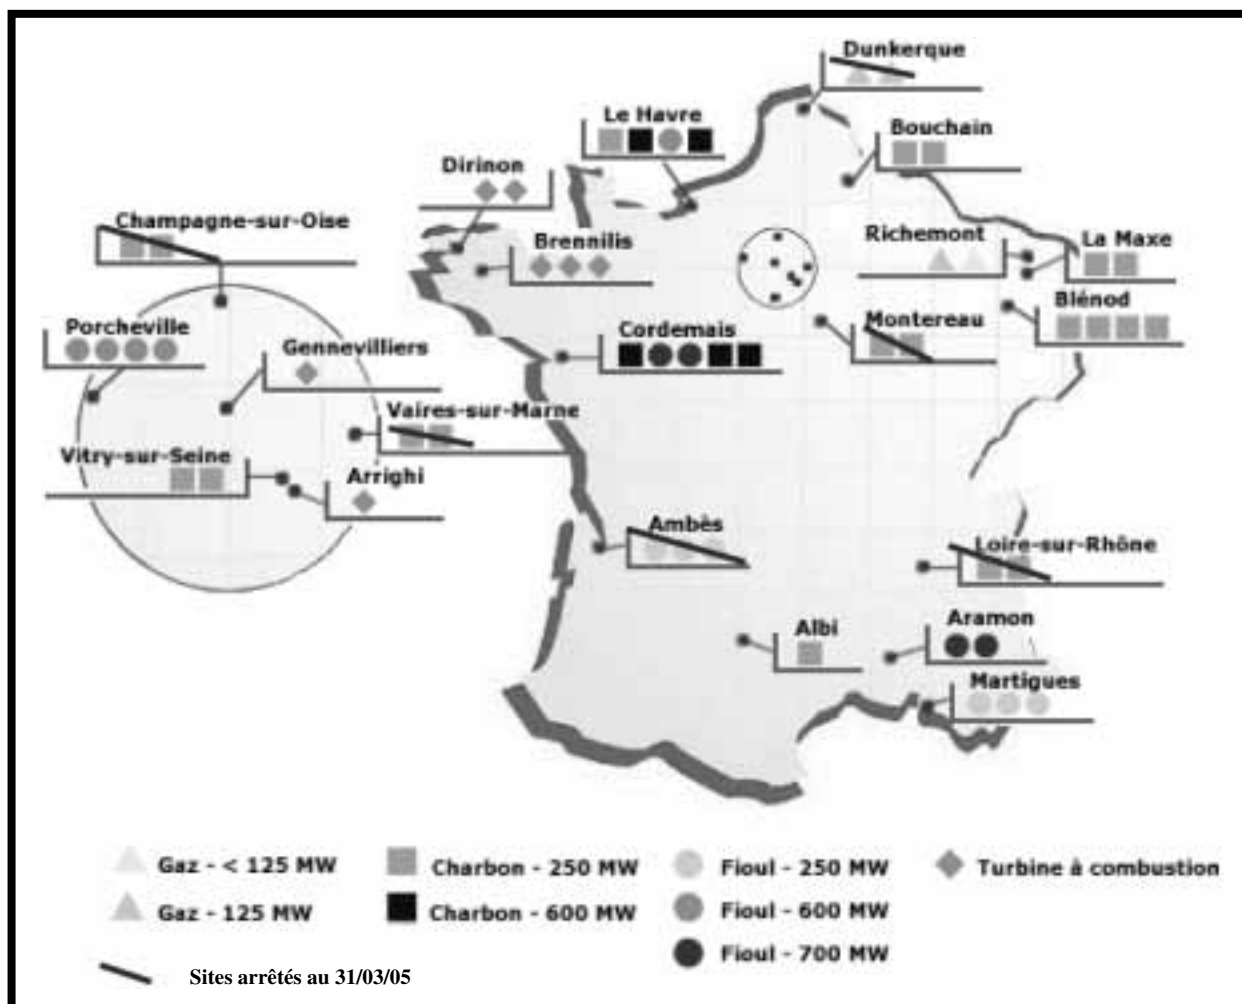 Dunkerque
Le Havre
Bouchain
Dirinon
Champagne-sur-Oise
Brennilis
Richemont
La Maxe
Porcheville
Gennevilliers
Cordemais
Montereau
Blénod
Vaires-sur-Marne
Vitry-sur-Seine
Arrighi
Ambès
Loire-sur-Rhône
Albi
Aramon
Martigues
Gaz - < 125 MW
Charbon - 250 MW
Fioul - 250 MW
Turbine à combustion
Gaz - 125 MW
Charbon - 600 MW
Fioul - 600 MW
Fioul - 700 MW
Sites arrêtés au 31/03/05